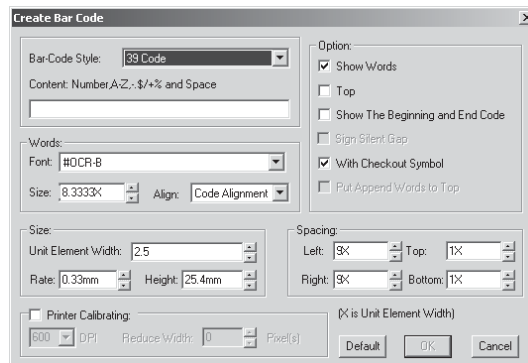 Create Bar Code
Bar-Code Style: 39 Code
Content: Number,A-Z,-.$/+% and Space
Words:
Font: #OCR-B
Size: 8.3333X Align: Code Alignment
Option:
Show Words
Top
Show The Beginning and End Code
Sign Silent Gap
With Checkout Symbol
Put Append Words to Top
Size:
Unit Element Width: 2.5
Rate: 0.33mm Height: 25.4mm
Spacing:
Left: 9X Top: 1X
Right: 9X Bottom: 1X
Printer Calibrating:
600 DPI Reduce Width: 0 Pixel(s)
(X is Unit Element Width)
Default OK Cancel